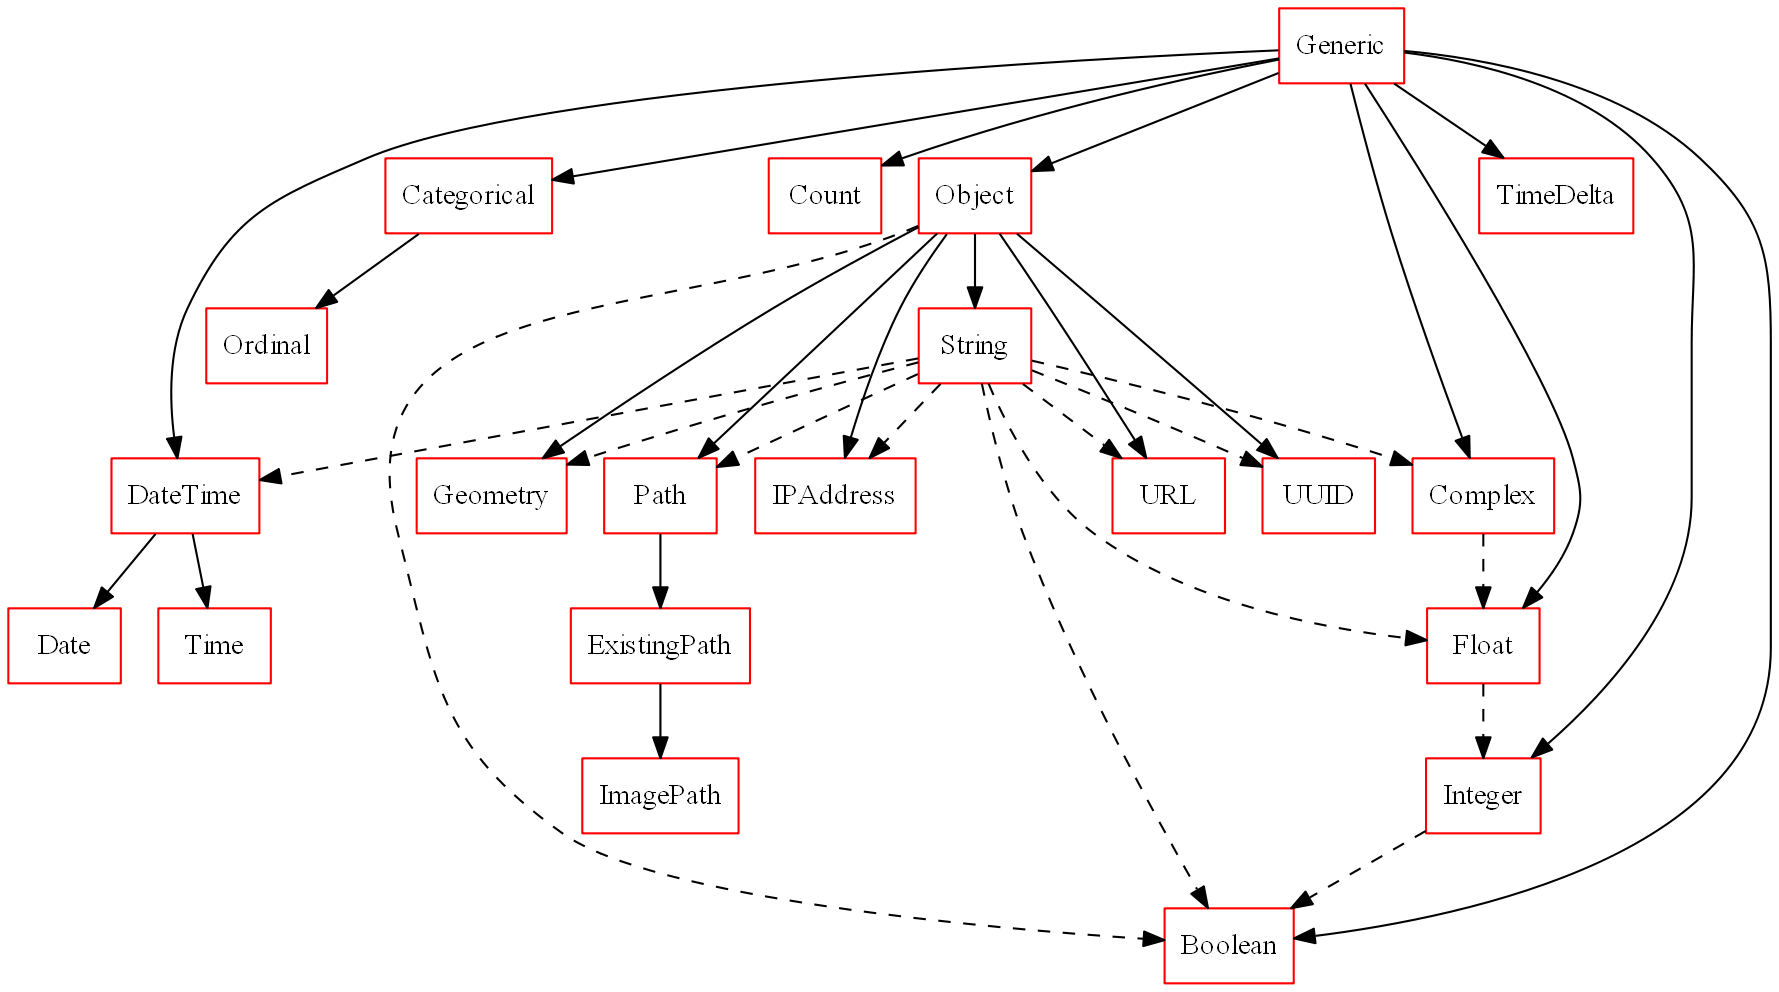 Generic
Categorical
Count
Object
TimeDelta
Ordinal
String
DateTime
Geometry
Path
IPAddress
URL
UUID
Complex
Date
Time
ExistingPath
Float
ImagePath
Integer
Boolean